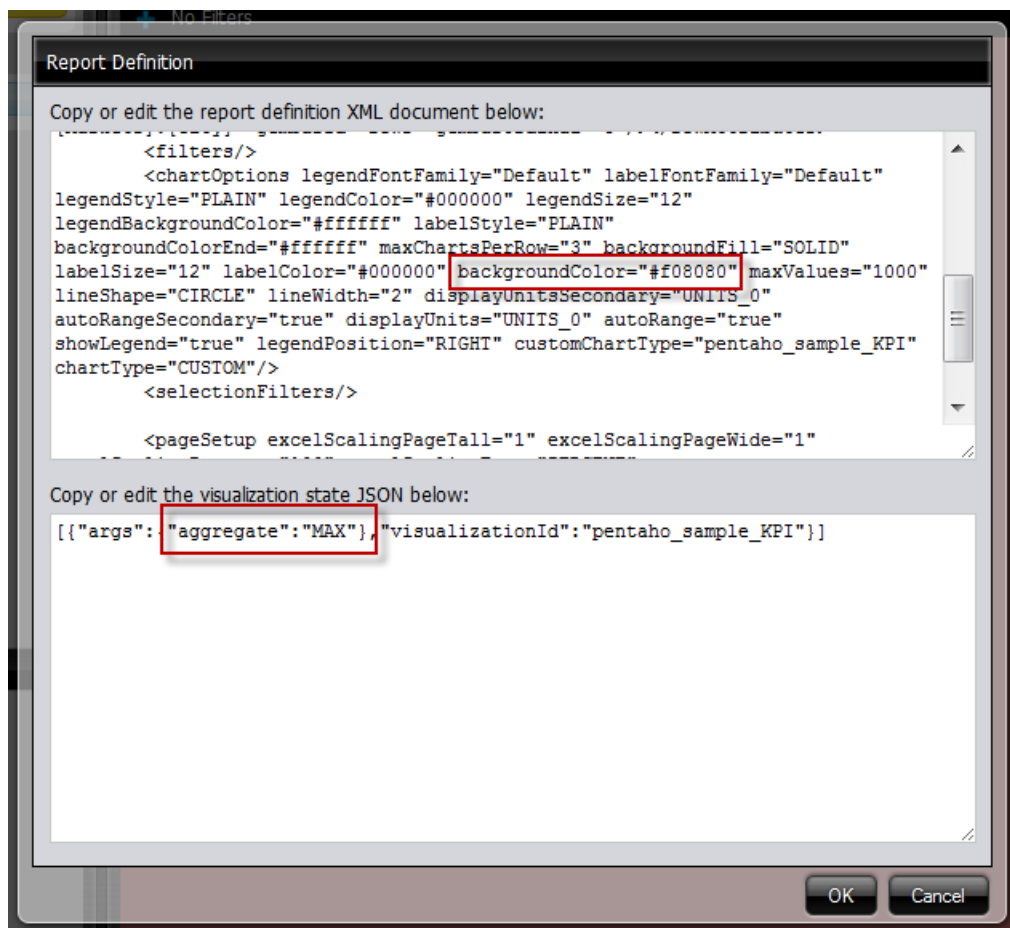 No Filters
Report Definition
Copy or edit the report definition XML document below:
<filters/>
<chartOptions legendFontFamily="Default" labelFontFamily="Default"
legendStyle="PLAIN" legendColor="#000000" legendSize="12"
legendBackgroundColor="#ffffff" labelStyle="PLAIN"
backgroundColorEnd="#ffffff" maxChartsPerRow="3" backgroundFill="SOLID"
labelSize="12" labelColor="#000000" backgroundColor="#f08080" maxValues="1000"
lineShape="CIRCLE" lineWidth="2" displayUnitsSecondary="UNITS_0"
autoRangeSecondary="true" displayUnits="UNITS_0" autoRange="true"
showLegend="true" legendPosition="RIGHT" customChartType="pentaho_sample_KPI"
chartType="CUSTOM"/>
<selectionFilters/>
<pageSetup excelScalingPageTall="1" excelScalingPageWide="1"
Copy or edit the visualization state JSON below:
[{"args":{"aggregate":"MAX"},"visualizationId":"pentaho_sample_KPI"}]
OK Cancel